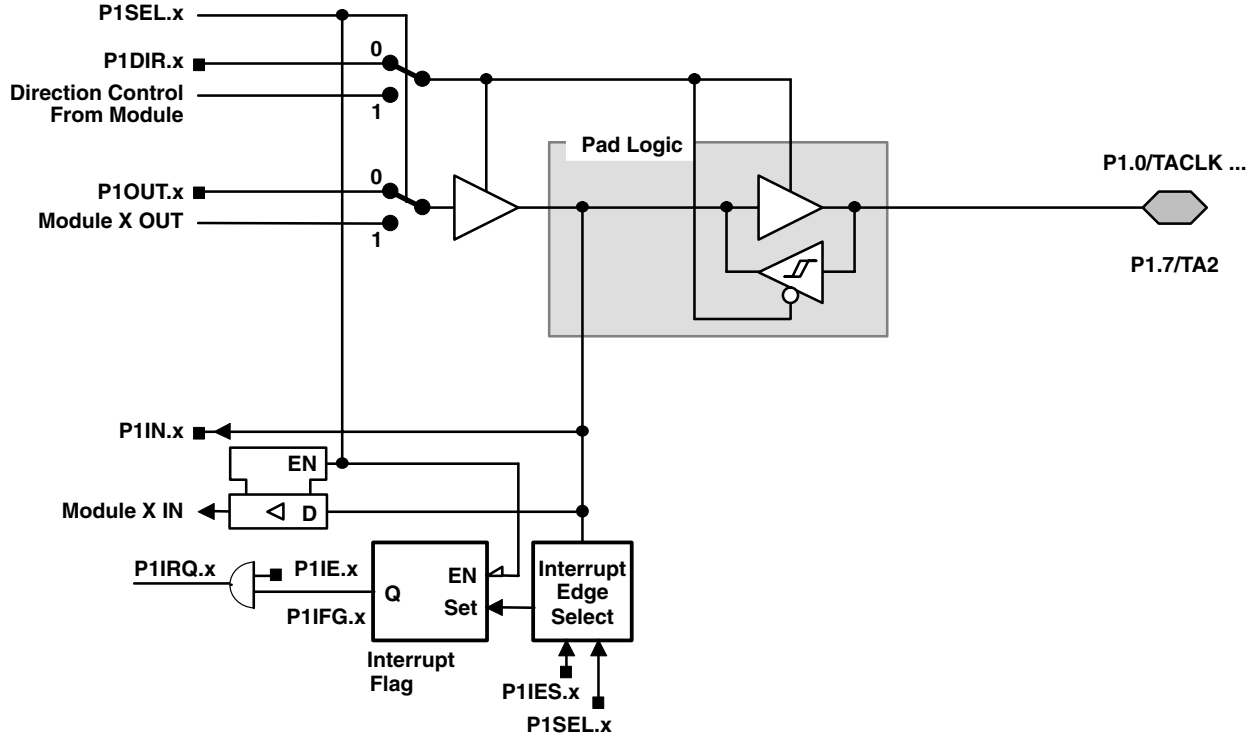 P1SEL.x
P1DIR.x
0
Direction Control
From Module
1
Pad Logic
P1.0/TACLK ...
P1OUT.x
0
Module X OUT
1
P1.7/TA2
P1IN.x
EN
Module X IN
D
P1IRQ.x
P1IE.x
P1IFG.x
Q
EN
Set
Interrupt
Edge
Select
Interrupt
Flag
P1IES.x
P1SEL.x